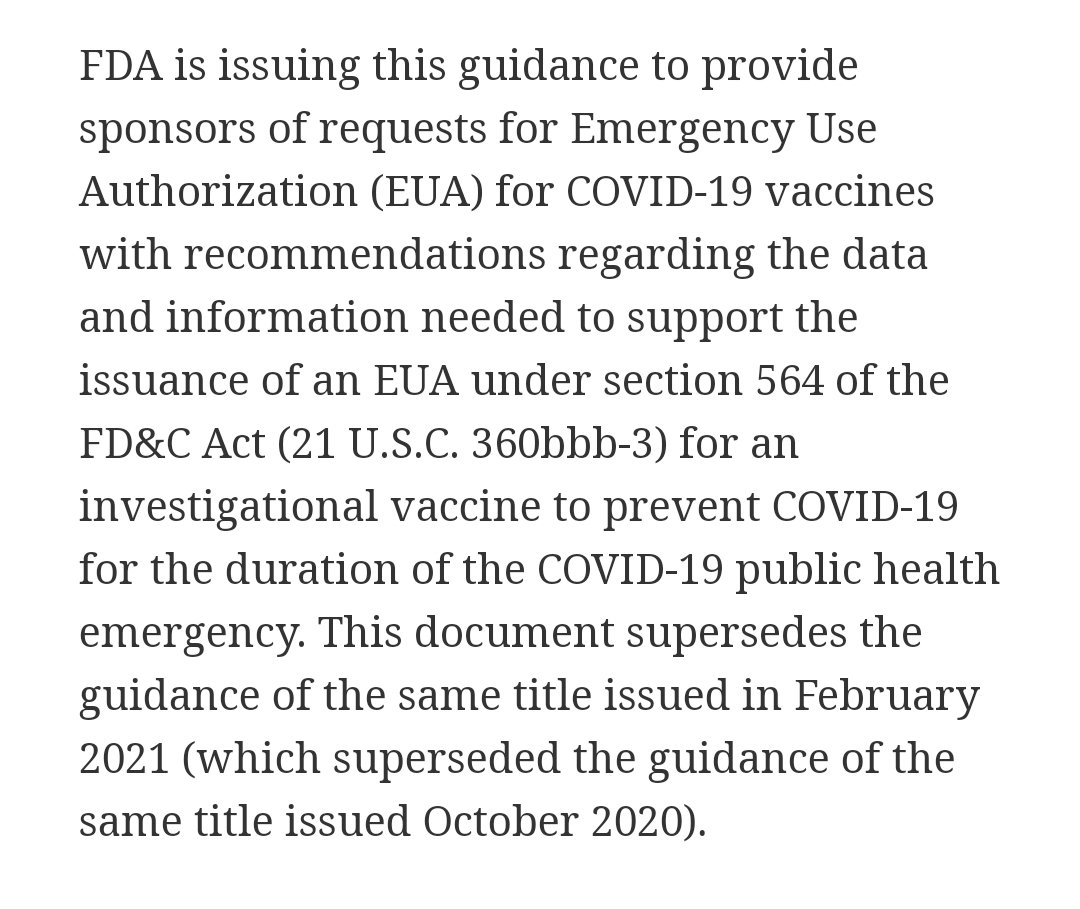 FDA is issuing this guidance to provide
sponsors of requests for Emergency Use
Authorization (EUA) for COVID-19 vaccines
with recommendations regarding the data
and information needed to support the
issuance of an EUA under section 564 of the
FD&C Act (21 U.S.C. 360bbb-3) for an
investigational vaccine to prevent COVID-19
for the duration of the COVID-19 public health
emergency. This document supersedes the
guidance of the same title issued in February
2021 (which superseded the guidance of the
same title issued October 2020).